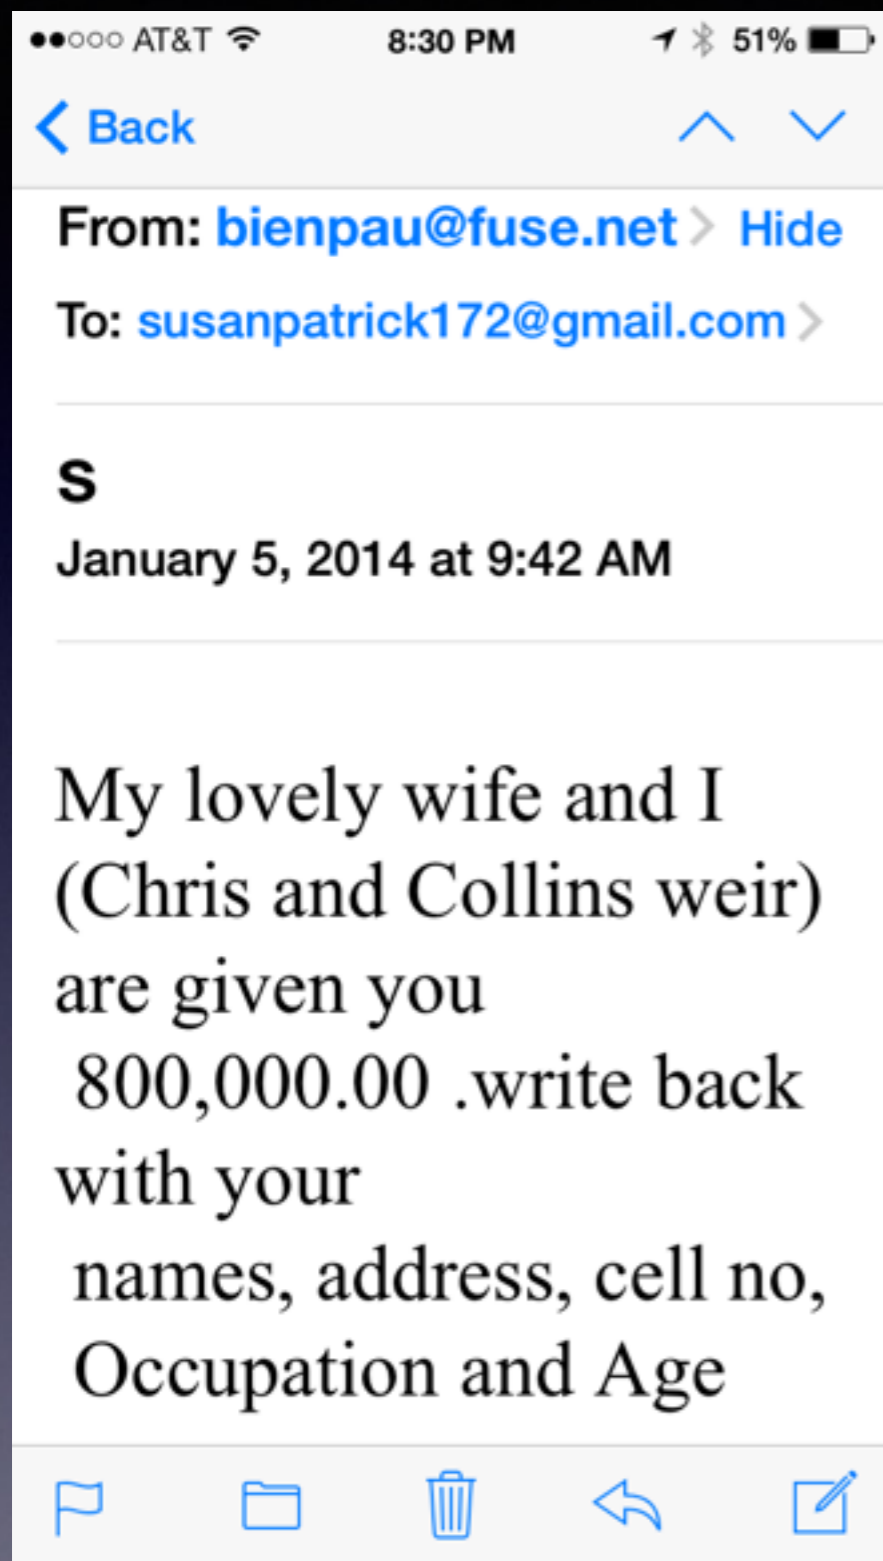 AT&T 8:30 PM 51%
Back
From: bienpau@fuse.net Hide
To: susanpatrick172@gmail.com
S
January 5, 2014 at 9:42 AM
My lovely wife and I
(Chris and Collins weir)
are given you
800,000.00 .write back
with your
names, address, cell no,
Occupation and Age